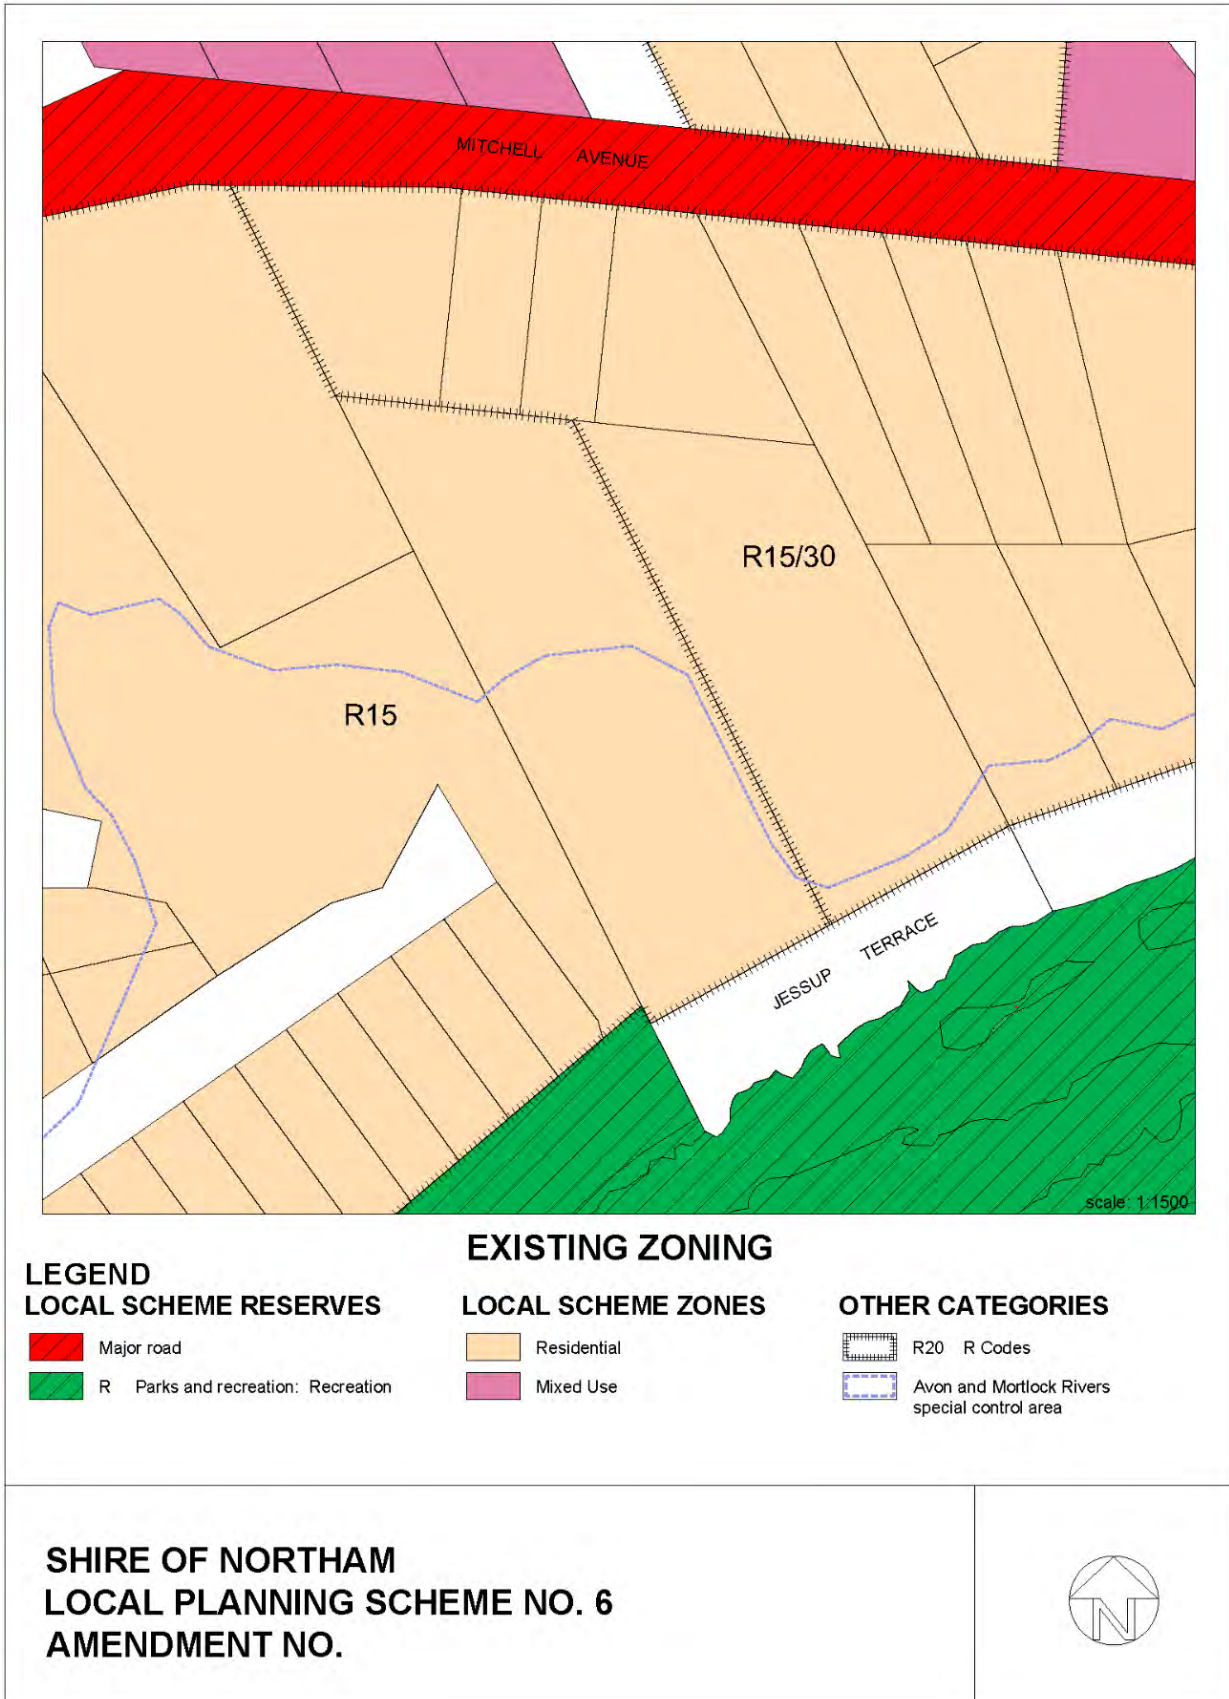 MITCHELL AVENUE
R15/30
R15
JESSUP TERRACE
scale: 1:1500
EXISTING ZONING
LEGEND
LOCAL SCHEME RESERVES
Major road
R Parks and recreation: Recreation
LOCAL SCHEME ZONES
Residential
Mixed Use
OTHER CATEGORIES
R20 R Codes
Avon and Mortlock Rivers
special control area
SHIRE OF NORTHAM
LOCAL PLANNING SCHEME NO. 6
AMENDMENT NO.
N